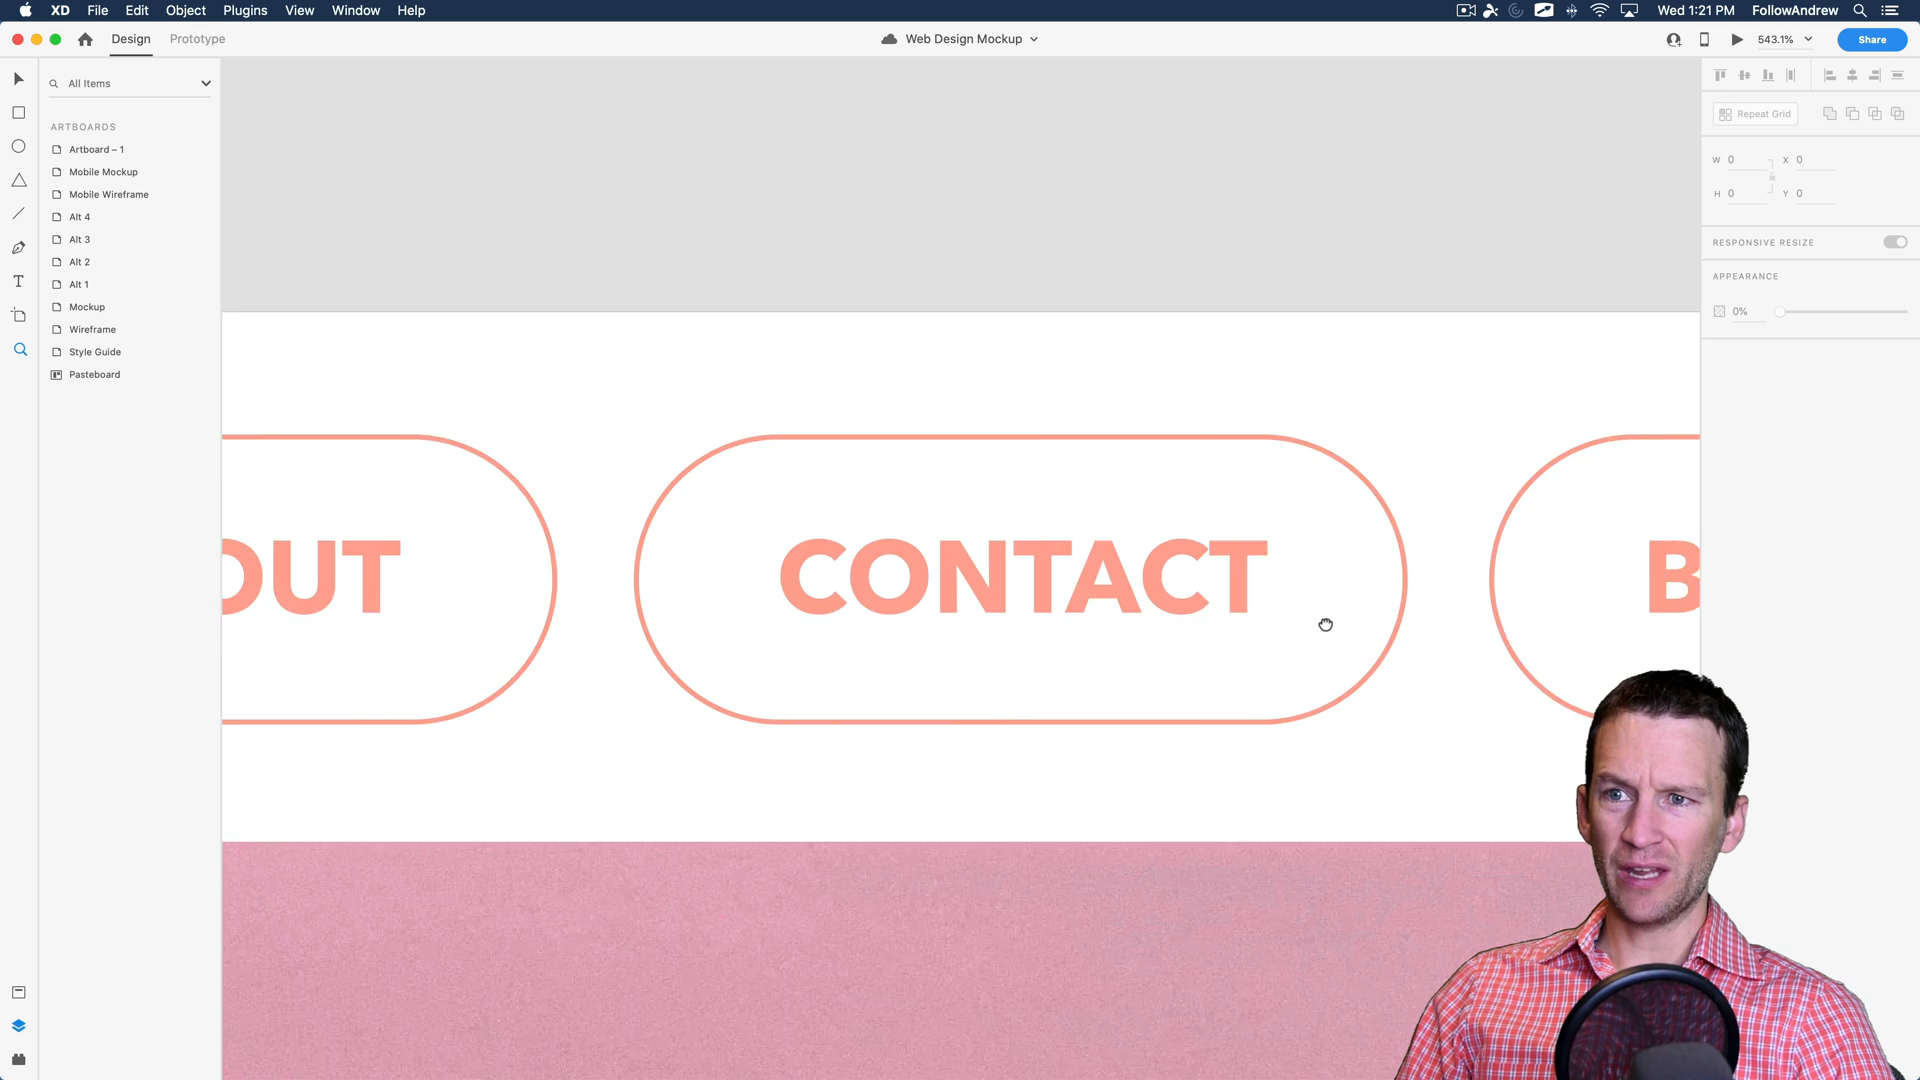 XD File Edit Object Plugins View Window Help
Wed 1:21 PM FollowAndrew
Design Prototype
Web Design Mockup
543.1%
Share
All Items
ARTBOARDS
Artboard – 1
Mobile Mockup
Mobile Wireframe
Alt 4
Alt 3
Alt 2
Alt 1
Mockup
Wireframe
Style Guide
Pasteboard
OUT
CONTACT
B
Repeat Grid
W 0 X 0
H 0 Y 0
RESPONSIVE RESIZE
APPEARANCE
0%